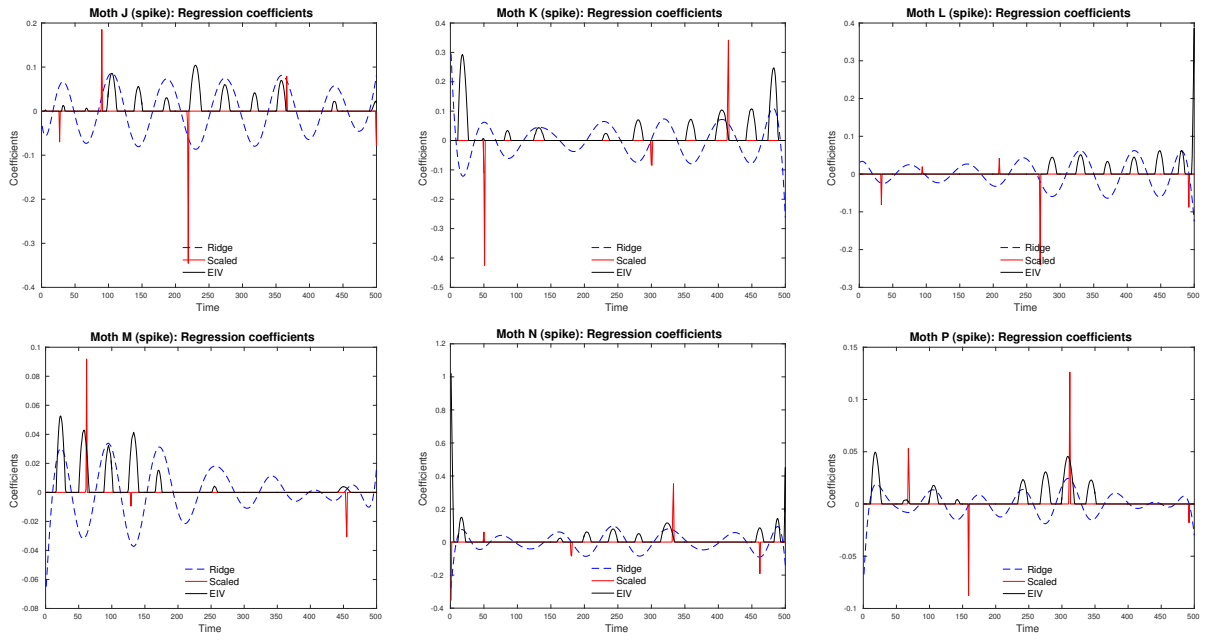 Moth J (spike): Regression coefficients
0.2
0.1
0
-0.1
-0.2
-0.3
-0.4
Coefficients
Ridge
Scaled
EIV
0 50 100 150 200 250 300 350 400 450 500
Time
Moth K (spike): Regression coefficients
0.4
0.3
0.2
0.1
0
-0.1
-0.2
-0.3
-0.4
-0.5
Coefficients
Ridge
Scaled
EIV
0 50 100 150 200 250 300 350 400 450 500
Time
Moth L (spike): Regression coefficients
0.4
0.3
0.2
0.1
0
-0.1
-0.2
-0.3
Coefficients
Ridge
Scaled
EIV
0 50 100 150 200 250 300 350 400 450 500
Time
Moth M (spike): Regression coefficients
0.1
0.08
0.06
0.04
0.02
0
-0.02
-0.04
-0.06
-0.08
Coefficients
Ridge
Scaled
EIV
0 50 100 150 200 250 300 350 400 450 500
Time
Moth N (spike): Regression coefficients
1.2
1
0.8
0.6
0.4
0.2
0
-0.2
-0.4
Coefficients
Ridge
Scaled
EIV
0 50 100 150 200 250 300 350 400 450 500
Time
Moth P (spike): Regression coefficients
0.15
0.1
0.05
0
-0.05
-0.1
Coefficients
Ridge
Scaled
EIV
0 50 100 150 200 250 300 350 400 450 500
Time